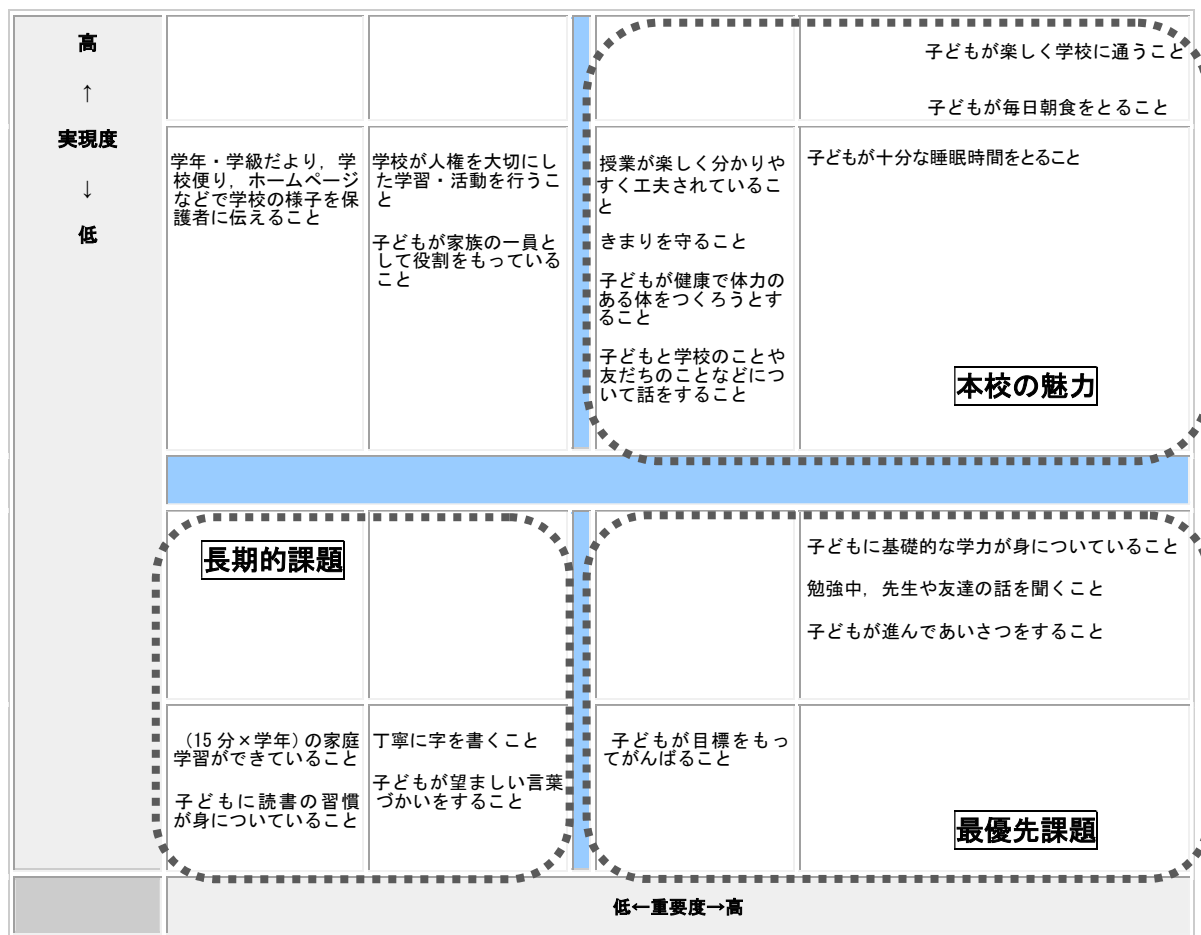 高
↑
実現度
↓
低
子どもが楽しく学校に通うこと
子どもが毎日朝食をとること
学年・学級だより，学
校便り，ホームページ
などで学校の様子を保
護者に伝えること
学校が人権を大切にし
た学習・活動を行うこ
と
子どもが家族の一員と
して役割をもっている
こと
授業が楽しく分かりや
すく工夫されているこ
と
きまりを守ること
子どもが健康で体力の
ある体をつくろうとす
ること
子どもと学校のことや
友だちのことなどにつ
いて話をすること
子どもが十分な睡眠時間をとること
本校の魅力
長期的課題
子どもに基礎的な学力が身についていること
勉強中，先生や友達の話を聞くこと
子どもが進んであいさつをすること
（15 分×学年）の家庭
学習ができていること
子どもに読書の習慣
が身についていること
丁寧に字を書くこと
子どもが望ましい言葉
づかいをすること
子どもが目標をもっ
てがんばること
最優先課題
低←重要度→高